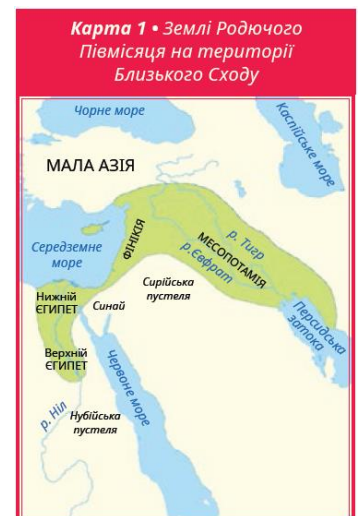 Карта 1 • Землі Родючого
Півмісяця на території
Близького Сходу
Чорне море
Каспійське море
МАЛА АЗІЯ
р. Тигр
ФІНІКІЯ
МЕСОПОТАМІЯ
р.Євфрат
Середземне
море
Сирійська
пустеля
Нижній
ЄГИПЕТ
Синай
Персидська
затока
Верхній
ЄГИПЕТ
Червоне море
р. Ніл
Нубійська
пустеля